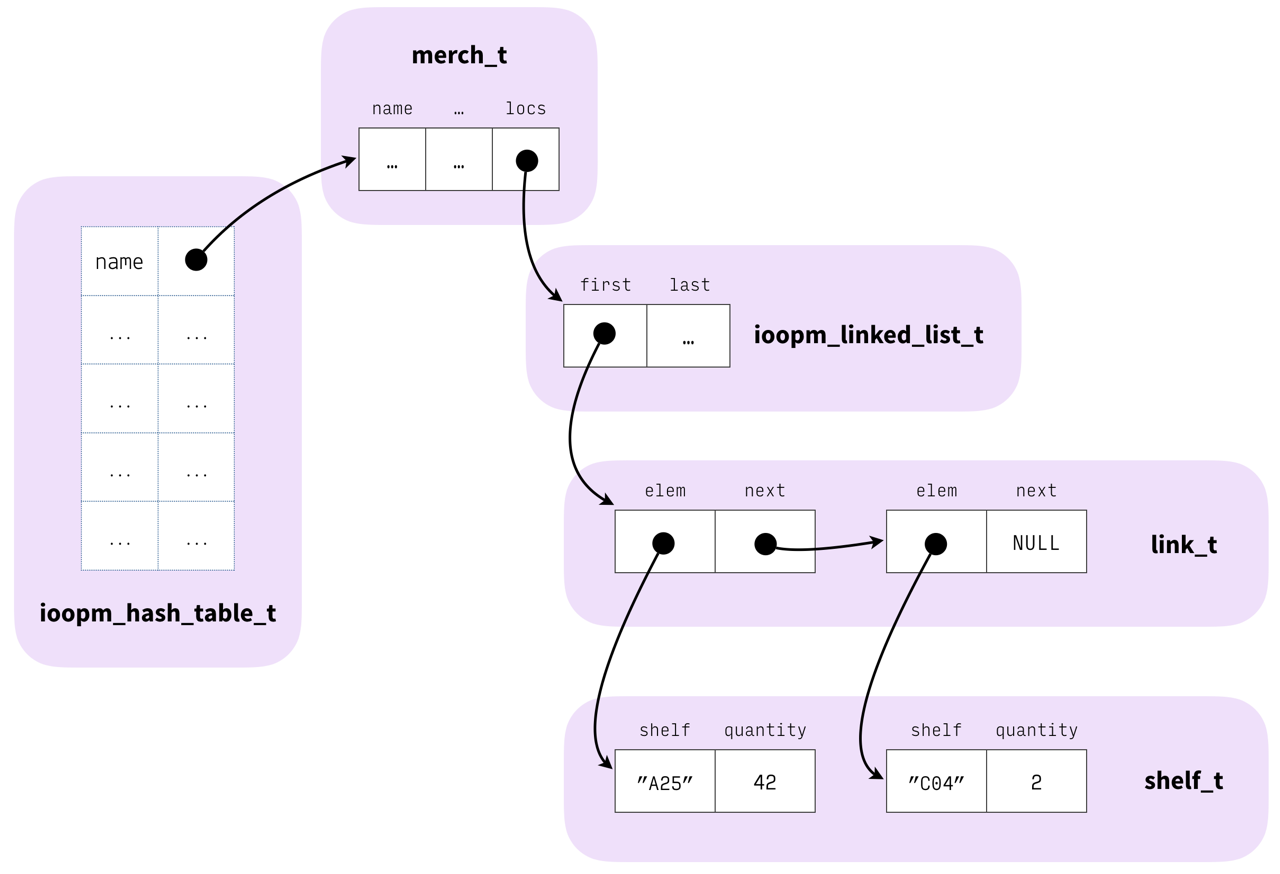 merch_t
name … locs
… …
name
... ...
... ...
... ...
... ...
ioopm_hash_table_t
first last
…
ioopm_linked_list_t
elem next elem next
NULL
link_t
shelf quantity shelf quantity
”A25” 42 ”C04” 2
shelf_t